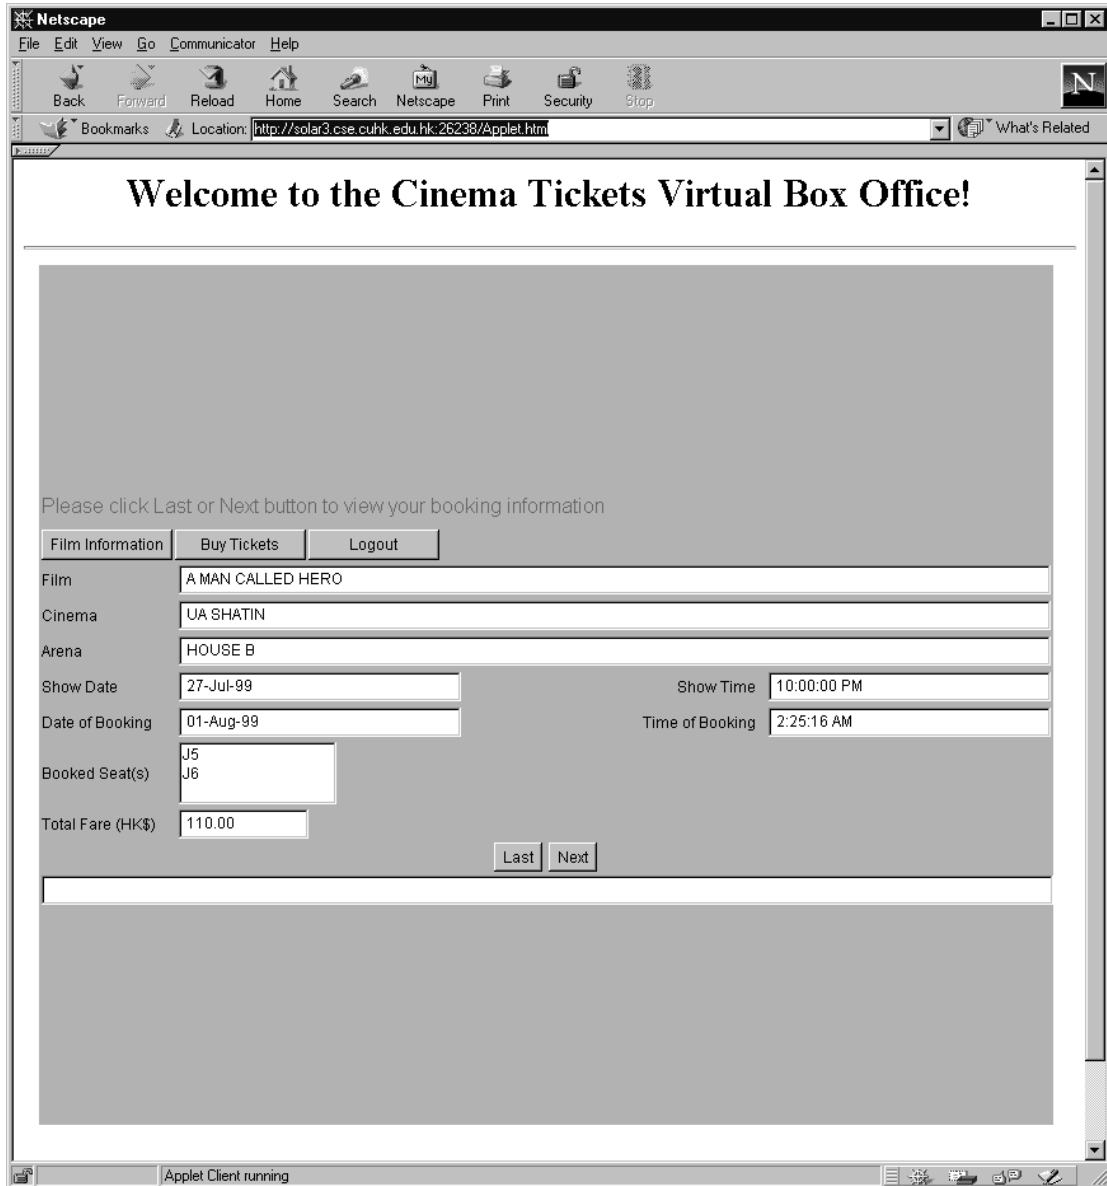 Netscape
File Edit View Go Communicator Help
Back Forward Reload Home Search Netscape Print Security Stop
My
N
Bookmarks Location: http://solar3.cse.cuhk.edu.hk:26238/Applet.html What's Related
Welcome to the Cinema Tickets Virtual Box Office!
Please click Last or Next button to view your booking information
Film Information Buy Tickets Logout
Film A MAN CALLED HERO
Cinema UA SHATIN
Arena HOUSE B
Show Date 27-Jul-99 Show Time 10:00:00 PM
Date of Booking 01-Aug-99 Time of Booking 2:25:16 AM
J5
Booked Seat(s) J6
Total Fare (HK$) 110.00
Last Next
Applet Client running